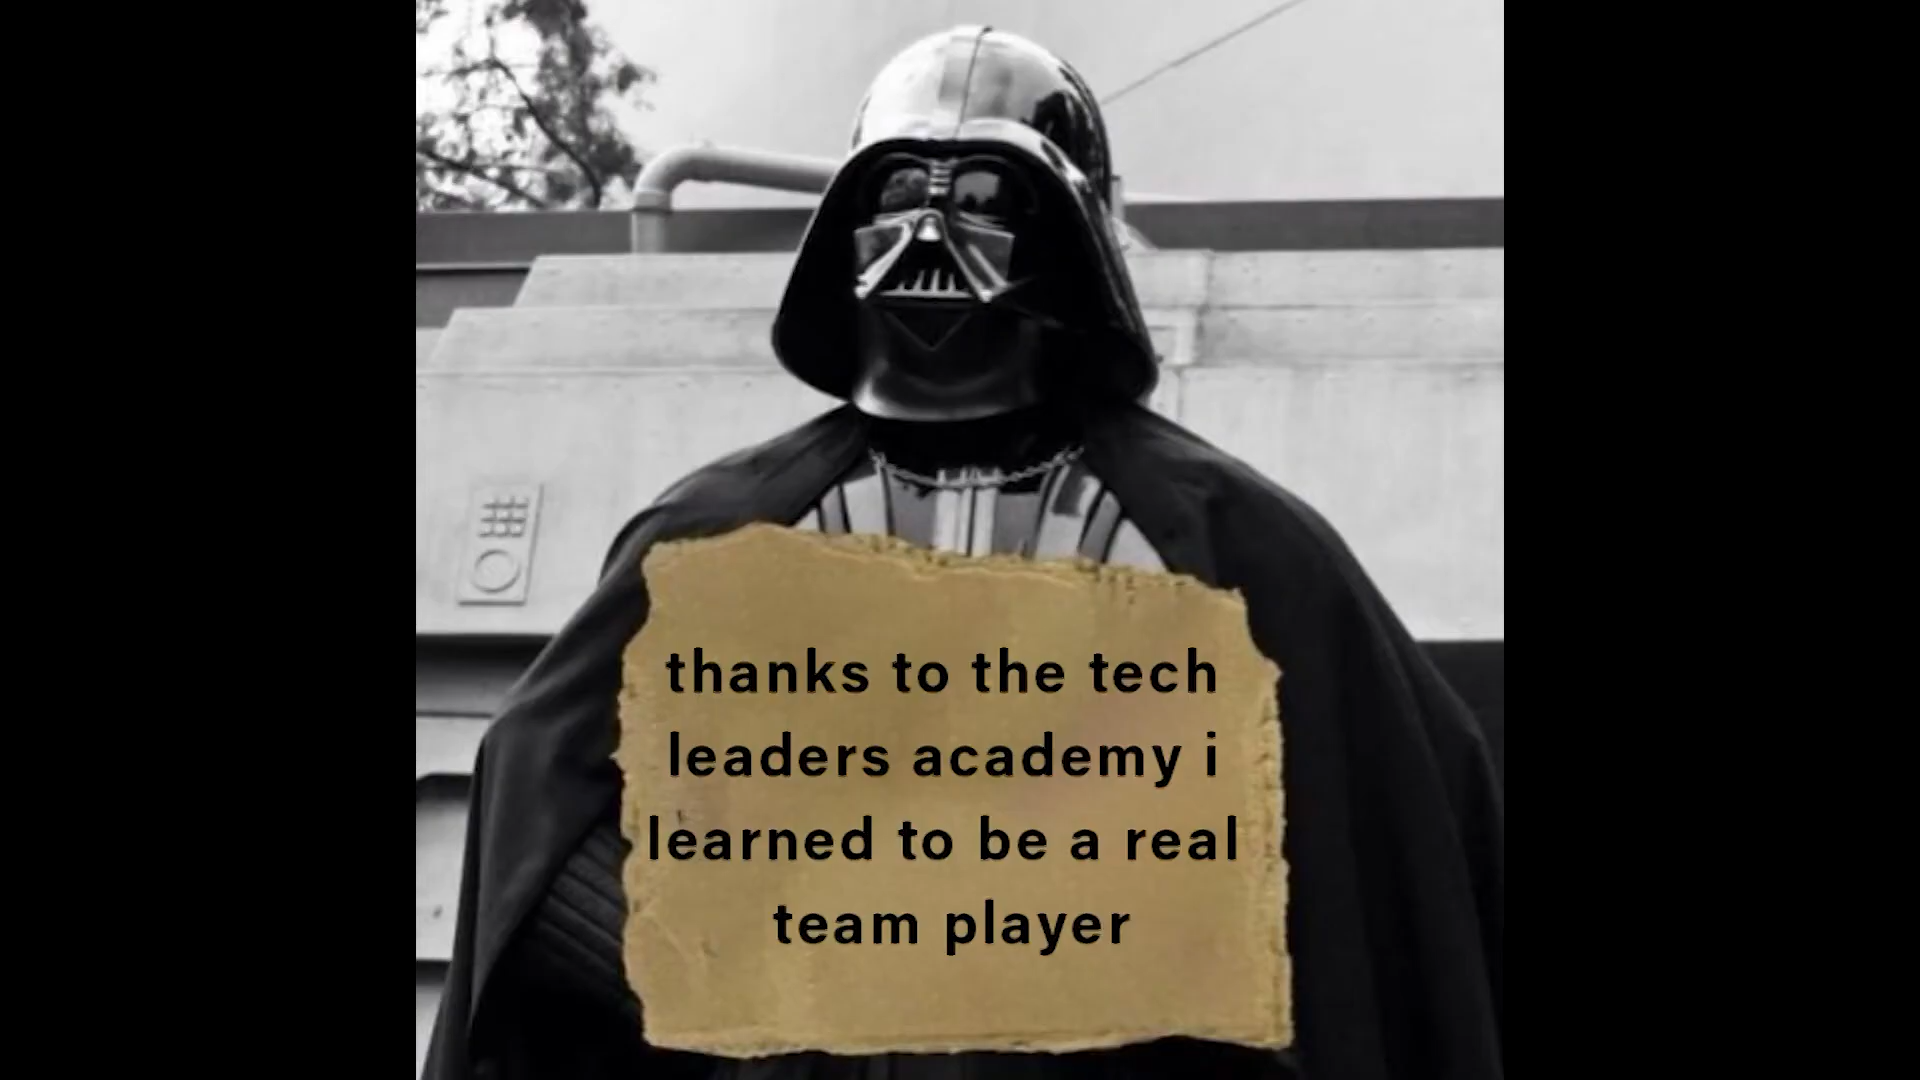 thanks to the tech
leaders academy i
learned to be a real
team player